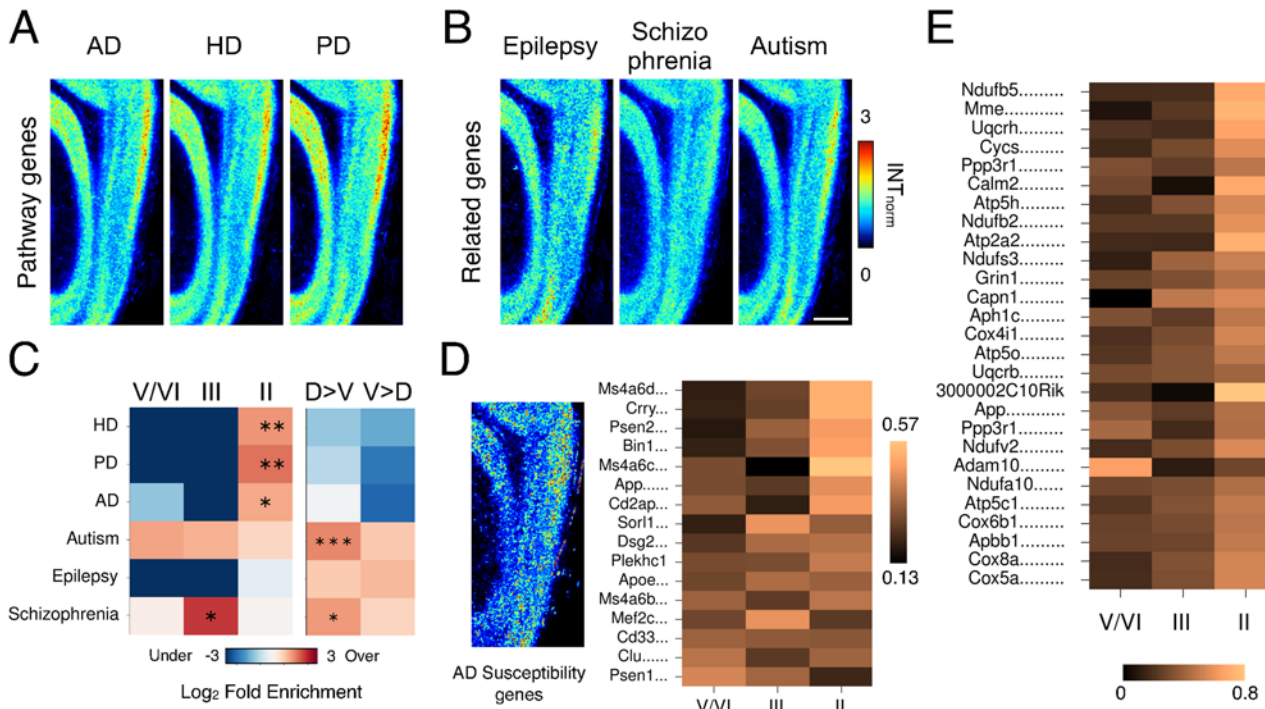 A
AD
HD
PD
Pathway genes
B
Epilepsy
Schizo
phrenia
Autism
Related genes
3
INTnorm
0
C
V/VI
III
II
D>V
V>D
HD
**
PD
**
AD
*
Autism
***
Epilepsy
Schizophrenia
*
*
Under
-3
3
Over
Log2 Fold Enrichment
D
AD Susceptibility
genes
Ms4a6d...
Crry...
Psen2...
Bin1...
Ms4a6c...
App......
Cd2ap...
Sorl1...
Dsg2...
Plekhc1
Apoe...
Ms4a6b...
Mef2c...
Cd33...
Clu......
Psen1...
V/VI
III
II
0.57
0.13
E
Ndufb5.........
Mme.........
Uqcrh.........
Cycs.........
Ppp3r1.........
Calm2.........
Atp5h.........
Ndufb2.........
Atp2a2.........
Ndufs3.........
Grin1.........
Capn1.........
Aph1c.........
Cox4i1.........
Atp5o.........
Uqcrb.........
3000002C10Rik
App............
Ppp3r1.........
Ndufv2.........
Adam10.........
Ndufa10.........
Atp5c1.........
Cox6b1.........
Apbb1.........
Cox8a.........
Cox5a.........
V/VI
III
II
0
0.8